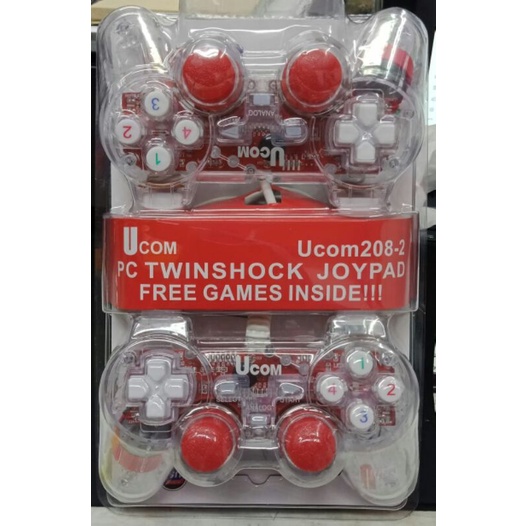 3
2
4
1
ANALOG
UCOM
UCOM
Ucom208-2
PC TWINSHOCK JOYPAD
FREE GAMES INSIDE!!!
UCOM
1
4
2
3